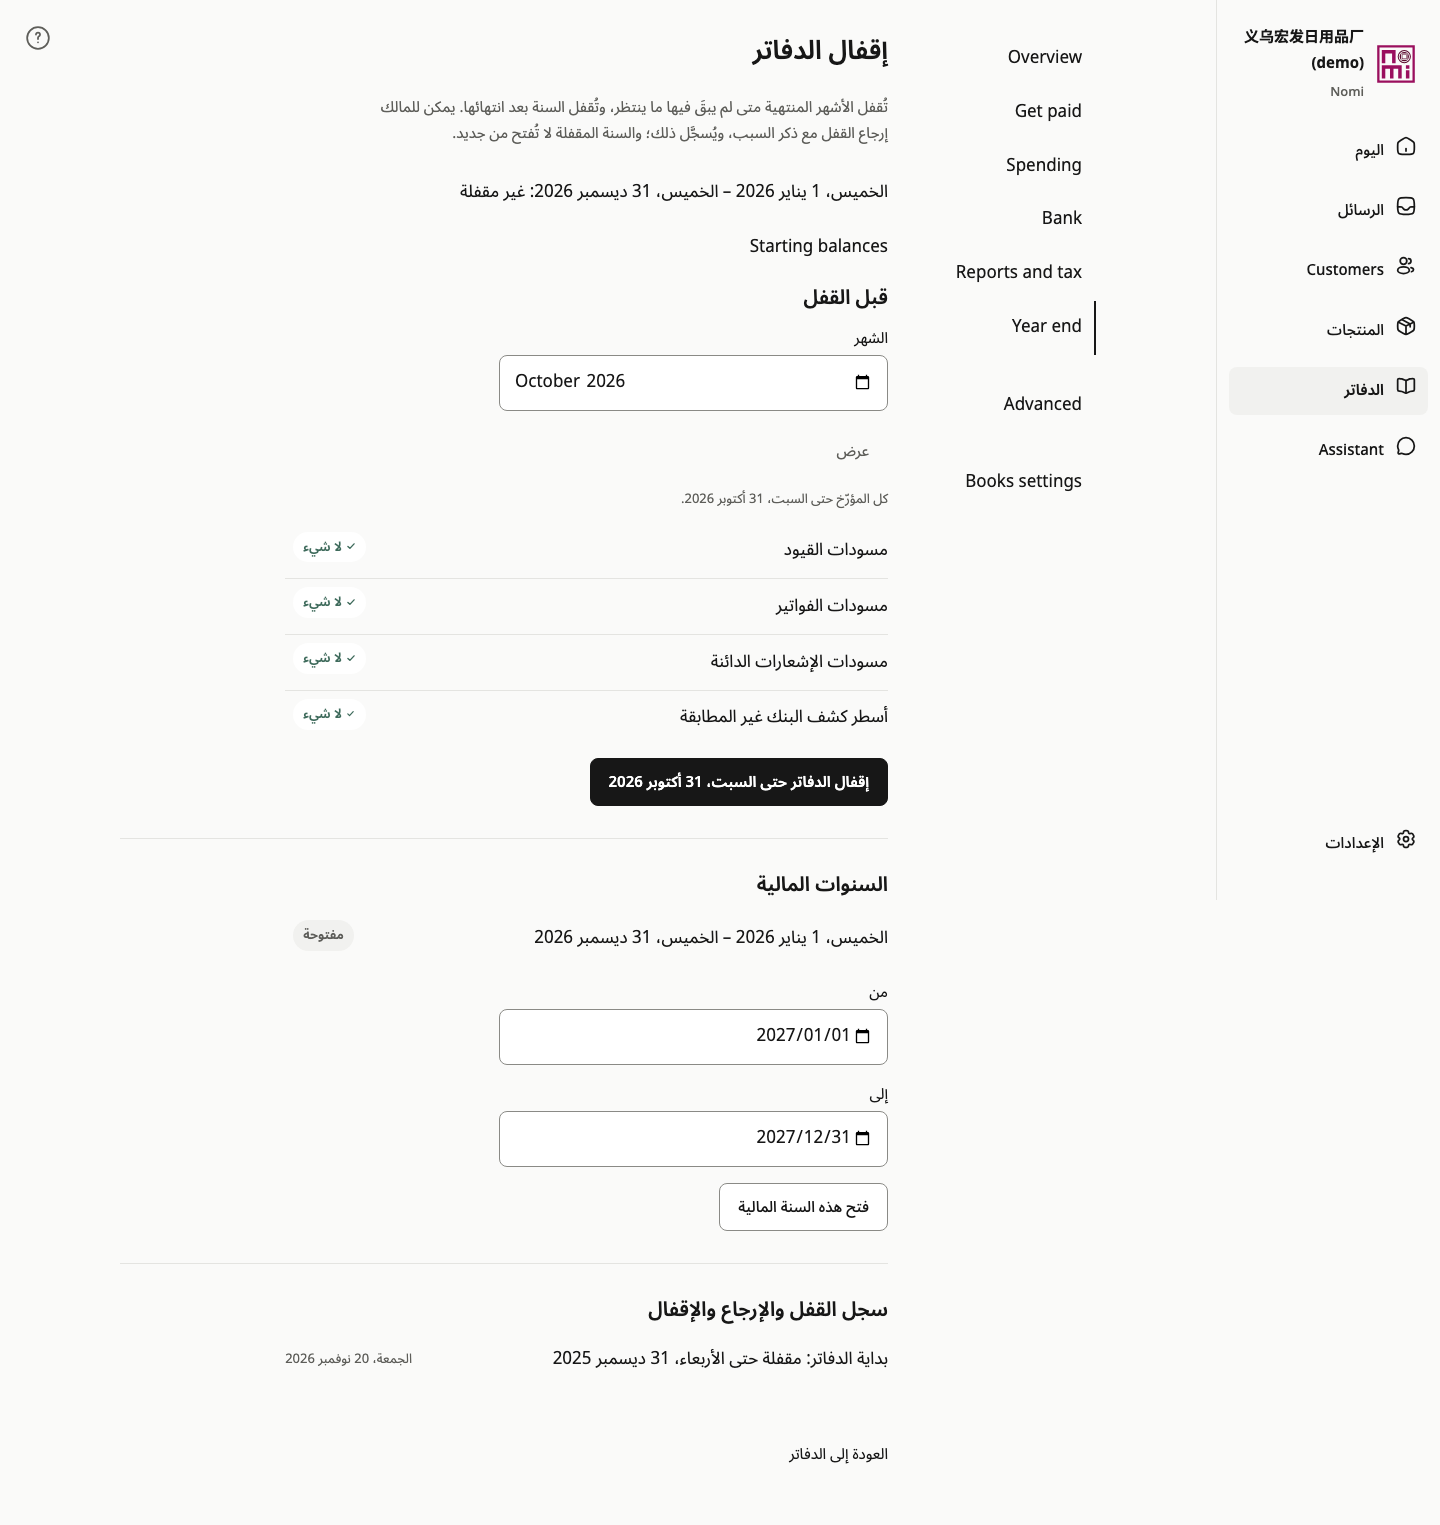 义乌宏发日用品厂
(demo)
Nomi
اليوم
الرسائل
Customers
المنتجات
الدفاتر
Assistant
الإعدادات
Overview
Get paid
Spending
Bank
Reports and tax
Year end
Advanced
Books settings
إقفال الدفاتر
تُقفل الأشهر المنتهية متى لم يبقَ فيها ما ينتظر، وتُقفل السنة بعد انتهائها. يمكن للمالك
إرجاع القفل مع ذكر السبب، ويُسجَّل ذلك؛ والسنة المقفلة لا تُفتح من جديد.
الخميس، 1 يناير 2026 – الخميس، 31 ديسمبر 2026: غير مقفلة
Starting balances
قبل القفل
الشهر
October 2026
عرض
كل المؤرّخ حتى السبت، 31 أكتوبر 2026.
مسودات القيود
لا شيء
مسودات الفواتير
لا شيء
مسودات الإشعارات الدائنة
لا شيء
أسطر كشف البنك غير المطابقة
لا شيء
إقفال الدفاتر حتى السبت، 31 أكتوبر 2026
السنوات المالية
الخميس، 1 يناير 2026 – الخميس، 31 ديسمبر 2026
مفتوحة
من
2027/01/01
إلى
2027/12/31
فتح هذه السنة المالية
سجل القفل والإرجاع والإقفال
بداية الدفاتر: مقفلة حتى الأربعاء، 31 ديسمبر 2025
الجمعة، 20 نوفمبر 2026
العودة إلى الدفاتر